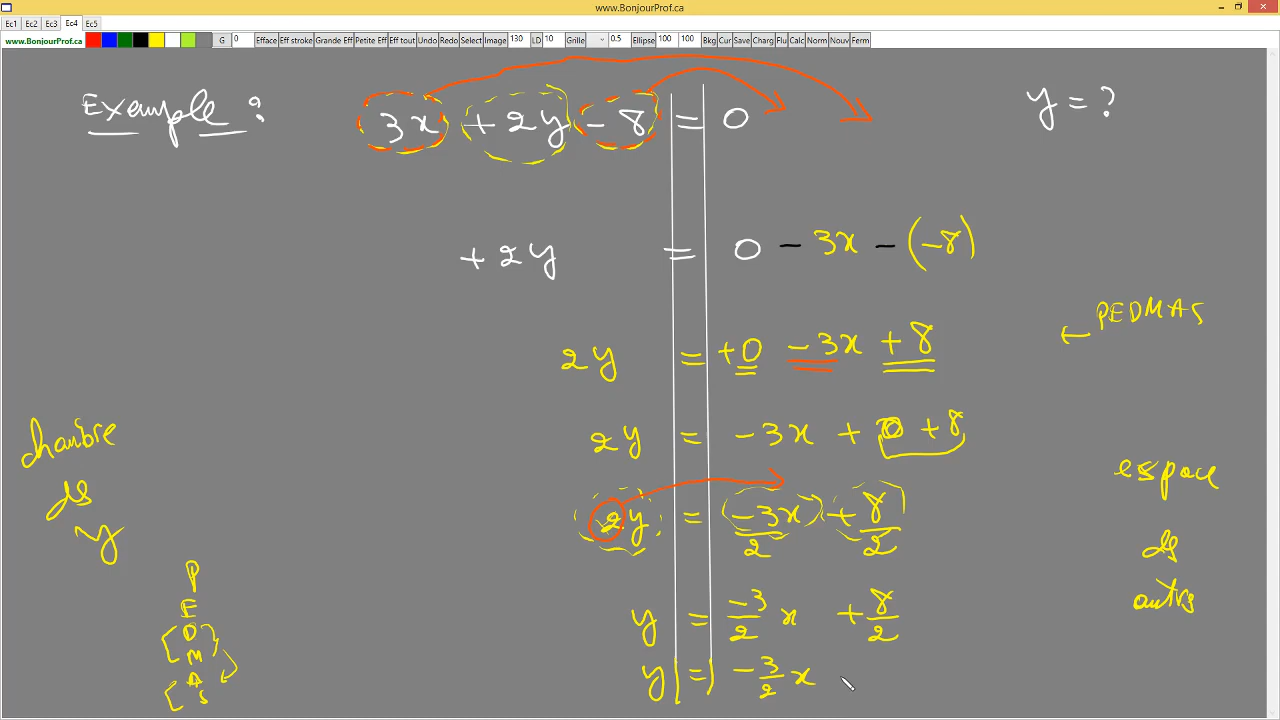 www.BonjourProf.ca
Ec1 Ec2 Ec3 Ec4 Ec5
www.BonjourProf.ca G 0 Efface Eff stroke Grande Eff Petite Eff Eff tout Undo Redo Select Image 130 LD 10 Grille 0.5 Ellipse 100 100 Bkg Cur Save Charg Flu Calc Norm Nouv Ferm
Example : 3x + 2y - 8 = 0 y = ?
+ 2y = 0 - 3x - (-8)
← PEDMAS
2y = +0 - 3x + 8
2y = - 3x + 0 + 8
chambre
ds
y
espace
ds
autres
2y = -3x/2 + 8/2
y = -3/2 x + 8/2
y = -3/2 x
P
E
D
M
A
S